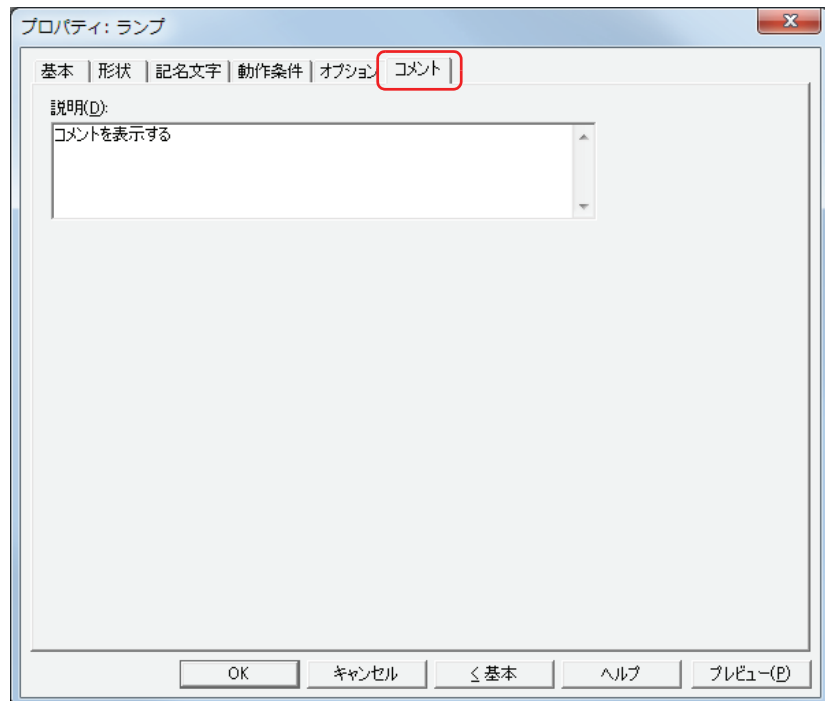 プロパティ: ランプ
X
基本 形状 記名文字 動作条件 オプション コメント
説明(D):
コメントを表示する
OK キャンセル < 基本 ヘルプ プレビュー(P)